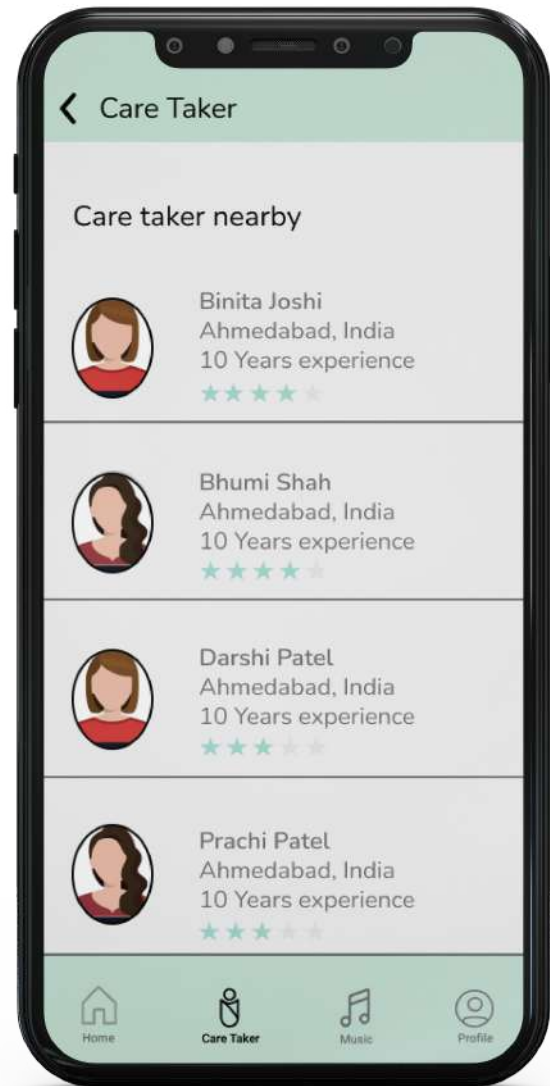 Care Taker
Care taker nearby
Binita Joshi
Ahmedabad, India
10 Years experience
Bhumi Shah
Ahmedabad, India
10 Years experience
Darshi Patel
Ahmedabad, India
10 Years experience
Prachi Patel
Ahmedabad, India
10 Years experience
Home
Care Taker
Music
Profile